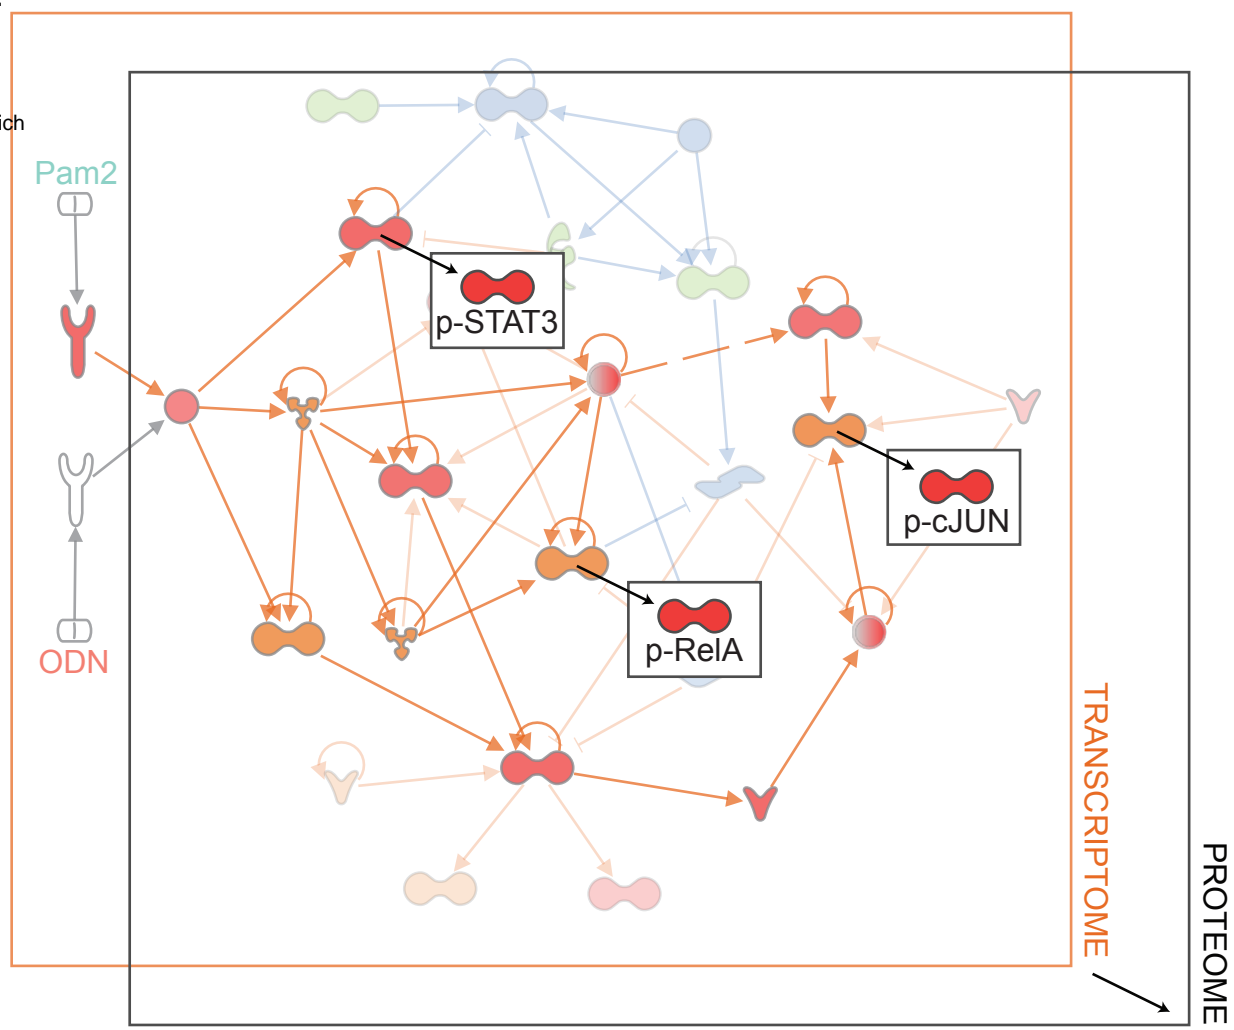 ich
Pam2
p-STAT3
p-cJUN
p-RelA
ODN
TRANSCRIPTOME
PROTEOME